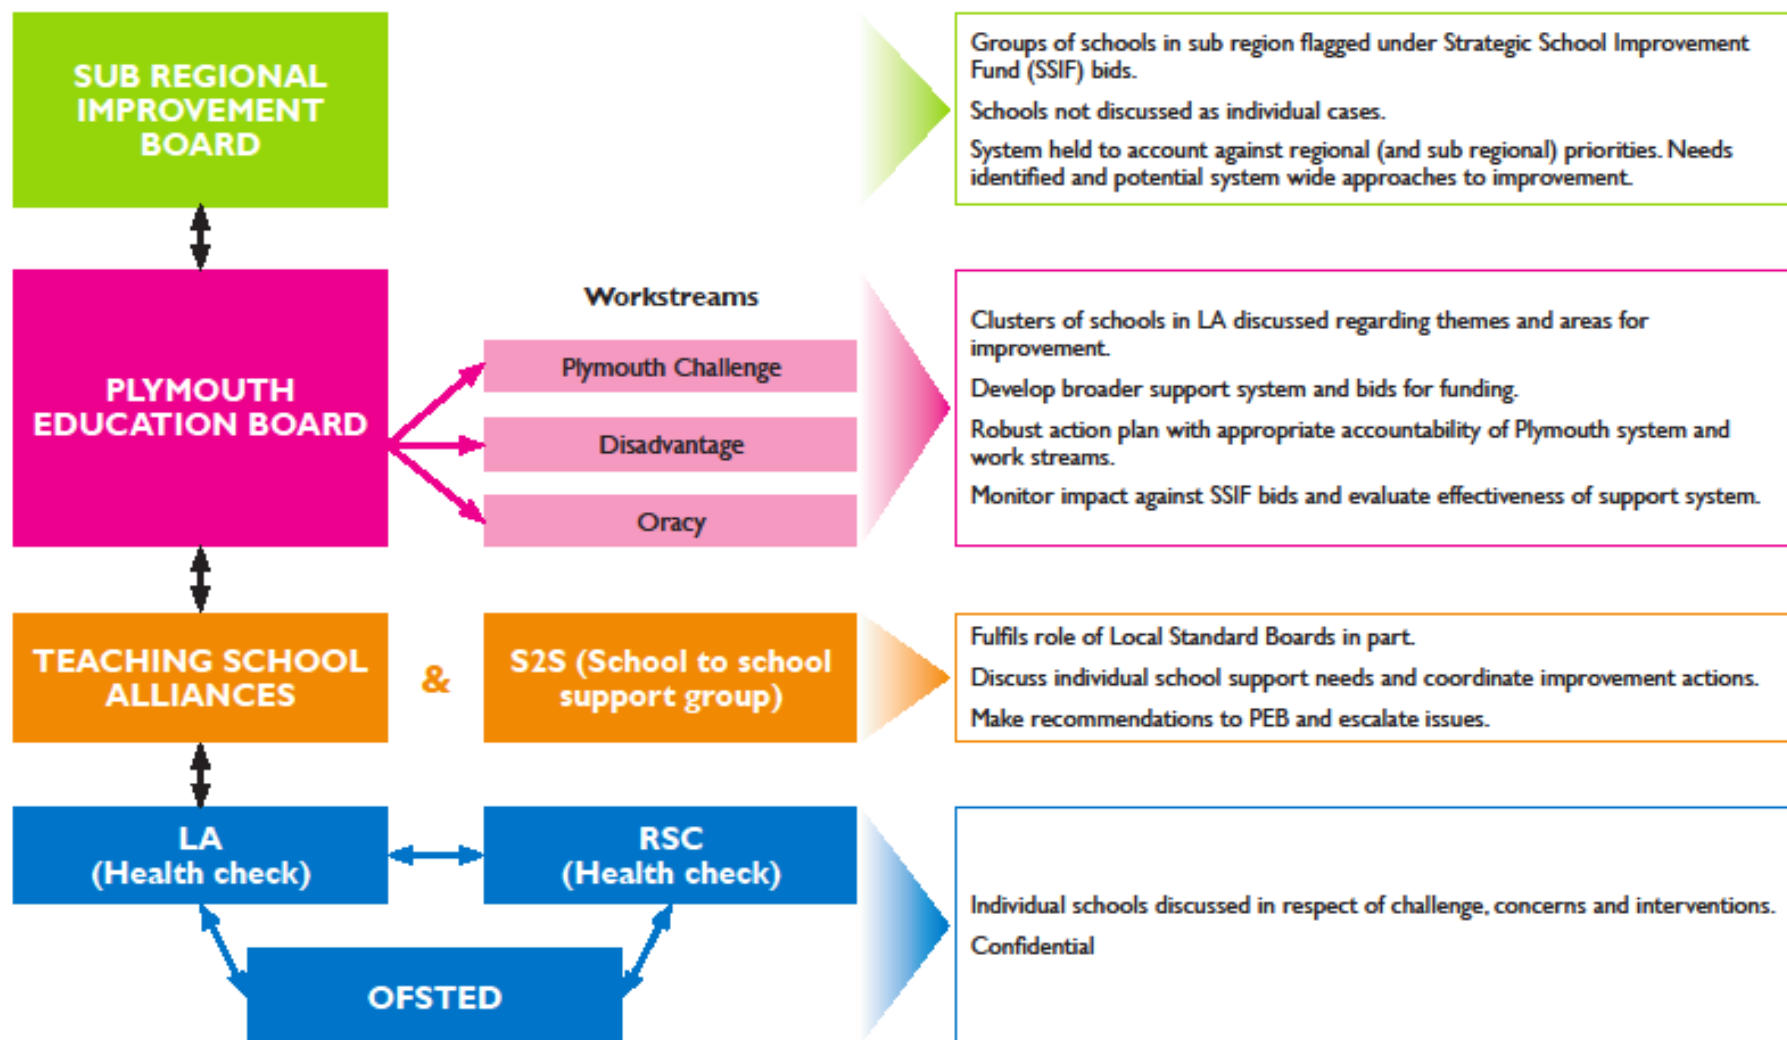 SUB REGIONAL
IMPROVEMENT
BOARD
Groups of schools in sub region flagged under Strategic School Improvement
Fund (SSIF) bids.
Schools not discussed as individual cases.
System held to account against regional (and sub regional) priorities. Needs
identified and potential system wide approaches to improvement.
PLYMOUTH
EDUCATION BOARD
Workstreams
Plymouth Challenge
Disadvantage
Oracy
Clusters of schools in LA discussed regarding themes and areas for
improvement.
Develop broader support system and bids for funding.
Robust action plan with appropriate accountability of Plymouth system and
work streams.
Monitor impact against SSIF bids and evaluate effectiveness of support system.
TEACHING SCHOOL
ALLIANCES
&
S2S (School to school
support group)
Fulfils role of Local Standard Boards in part.
Discuss individual school support needs and coordinate improvement actions.
Make recommendations to PEB and escalate issues.
LA
(Health check)
RSC
(Health check)
OFSTED
Individual schools discussed in respect of challenge, concerns and interventions.
Confidential